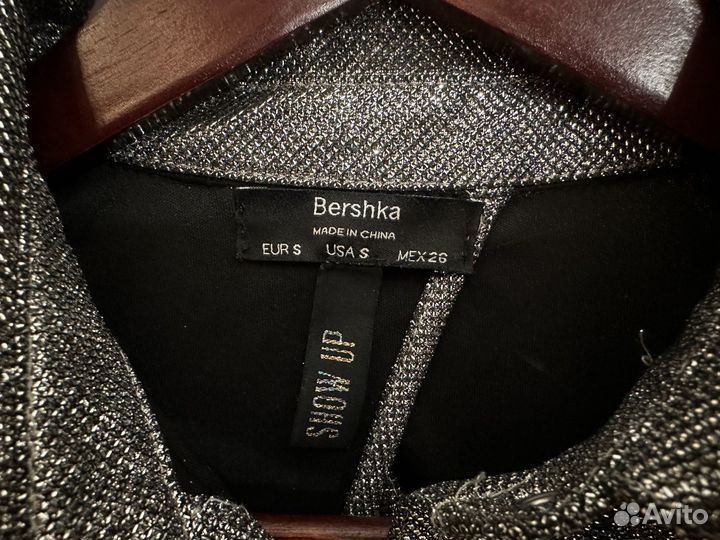 Bershka
MADE IN CHINA
EUR S USA S MEX 26
SHOW UP
Avito